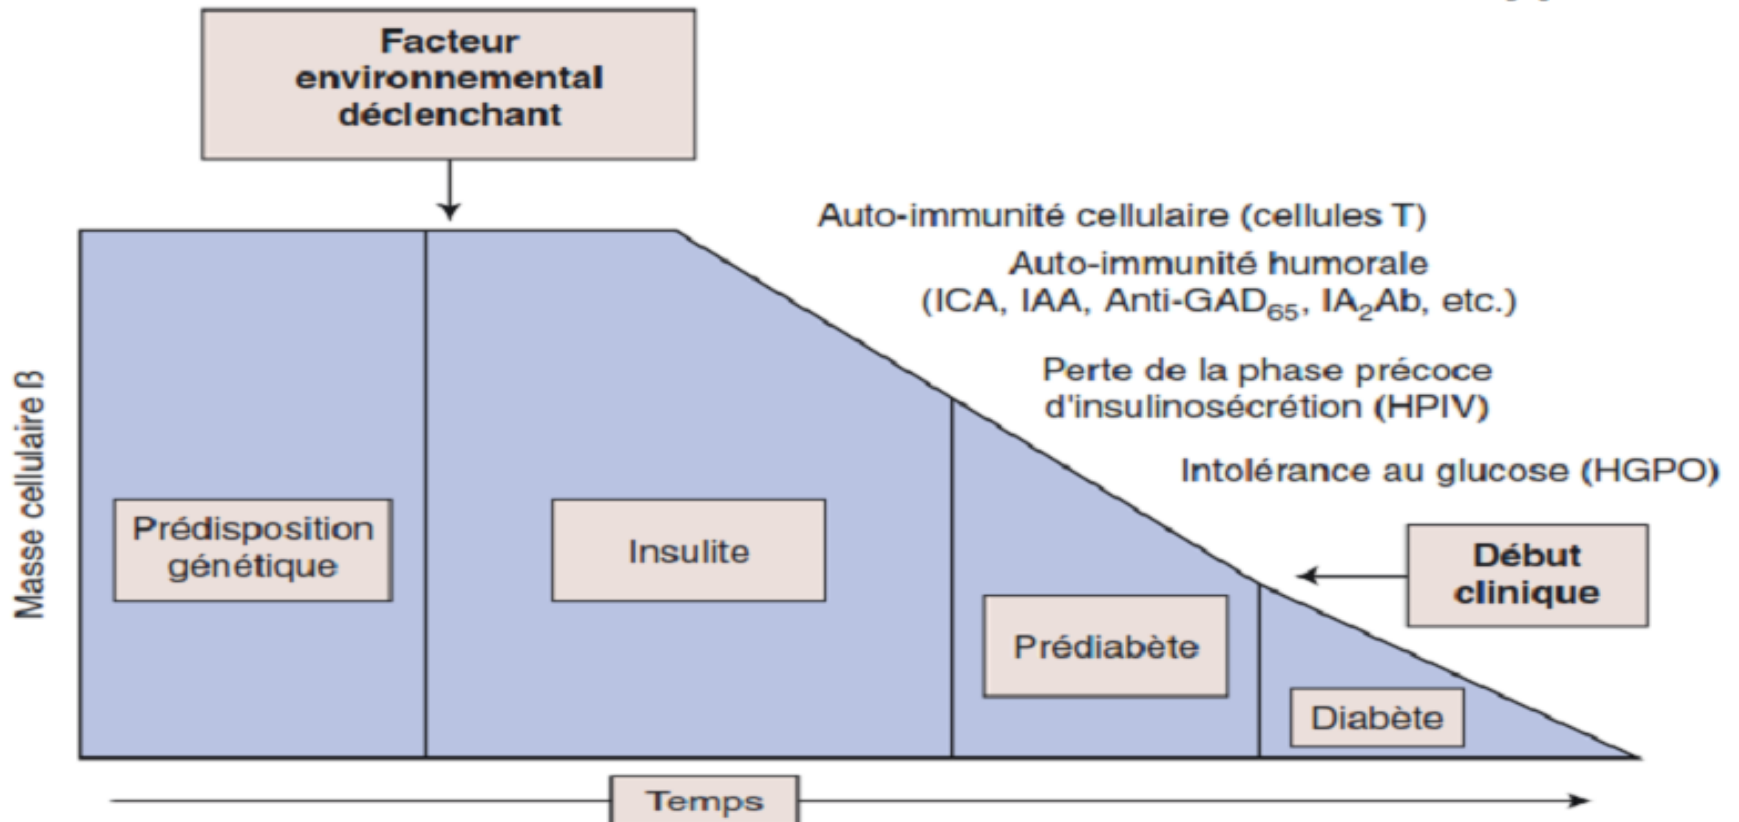 Facteur
environnemental
déclenchant
Auto-immunité cellulaire (cellules T)
Auto-immunité humorale
(ICA, IAA, Anti-GAD65, IA2Ab, etc.)
Perte de la phase précoce
d'insulinosécrétion (HPIV)
Intolérance au glucose (HGPO)
Début
clinique
Masse cellulaire ß
Prédisposition
génétique
Insulite
Prédiabète
Diabète
Temps